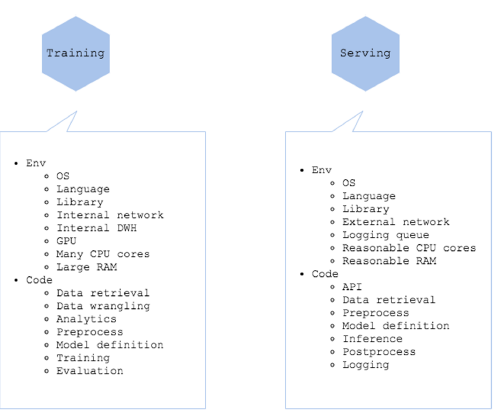 Training
• Env
∘ OS
∘ Language
∘ Library
∘ Internal network
∘ Internal DWH
∘ GPU
∘ Many CPU cores
∘ Large RAM
• Code
∘ Data retrieval
∘ Data wrangling
∘ Analytics
∘ Preprocess
∘ Model definition
∘ Training
∘ Evaluation
Serving
• Env
∘ OS
∘ Language
∘ Library
∘ External network
∘ Logging queue
∘ Reasonable CPU cores
∘ Reasonable RAM
• Code
∘ API
∘ Data retrieval
∘ Preprocess
∘ Model definition
∘ Inference
∘ Postprocess
∘ Logging